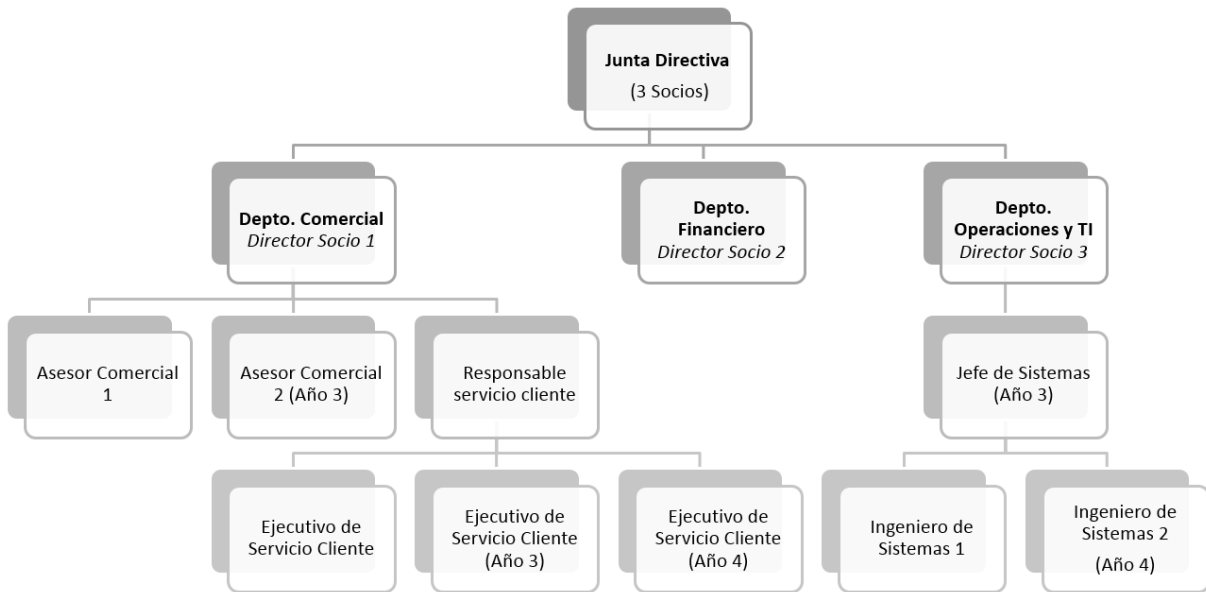 Junta Directiva
(3 Socios)
Depto. Comercial
Director Socio 1
Depto.
Financiero
Director Socio 2
Depto.
Operaciones y TI
Director Socio 3
Asesor Comercial
1
Asesor Comercial
2 (Año 3)
Responsable
servicio cliente
Jefe de Sistemas
(Año 3)
Ejecutivo de
Servicio Cliente
Ejecutivo de
Servicio Cliente
(Año 3)
Ejecutivo de
Servicio Cliente
(Año 4)
Ingeniero de
Sistemas 1
Ingeniero de
Sistemas 2
(Año 4)